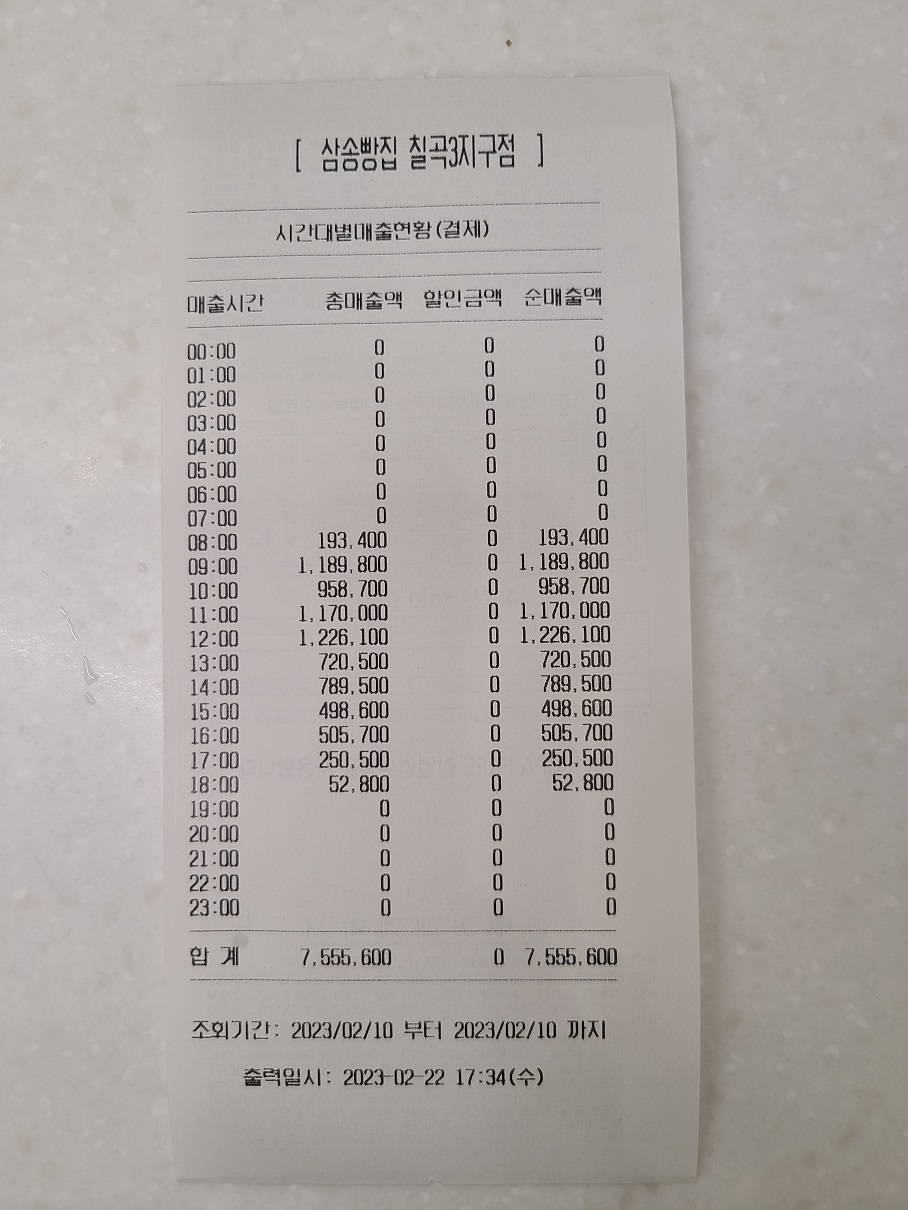 [ 삼송빵집 칠곡3지구점 ]
시간대별매출현황(결제)
매출시간 총매출액 할인금액 순매출액
00:00 0 0 0
01:00 0 0 0
02:00 0 0 0
03:00 0 0 0
04:00 0 0 0
05:00 0 0 0
06:00 0 0 0
07:00 0 0 0
08:00 193,400 0 193,400
09:00 1,189,800 0 1,189,800
10:00 958,700 0 958,700
11:00 1,170,000 0 1,170,000
12:00 1,226,100 0 1,226,100
13:00 720,500 0 720,500
14:00 789,500 0 789,500
15:00 498,600 0 498,600
16:00 505,700 0 505,700
17:00 250,500 0 250,500
18:00 52,800 0 52,800
19:00 0 0 0
20:00 0 0 0
21:00 0 0 0
22:00 0 0 0
23:00 0 0 0
합 계 7,555,600 0 7,555,600
조회기간: 2023/02/10 부터 2023/02/10 까지
출력일시: 2023-02-22 17:34(수)